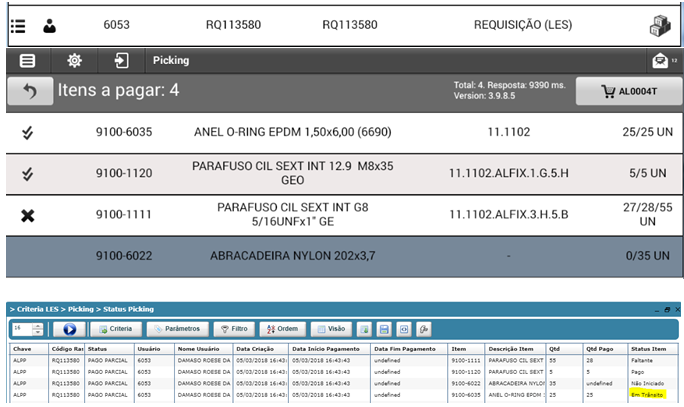 6053 RQ113580 RQ113580 REQUISIÇÃO (LES)
Picking 12
Itens a pagar: 4 Total: 4. Resposta: 9390 ms. AL0004T
Version: 3.9.8.5
9100-6035 ANEL O-RING EPDM 1,50x6,00 (6690) 11.1102 25/25 UN
9100-1120 PARAFUSO CIL SEXT INT 12.9 M8x35 11.1102.ALFIX.1.G.5.H 5/5 UN
GEO
9100-1111 PARAFUSO CIL SEXT INT G8 11.1102.ALFIX.3.H.5.B 27/28/55
5/16UNFx1" GE UN
9100-6022 ABRACADEIRA NYLON 202x3,7 - 0/35 UN
> Criteria LES > Picking > Status Picking
16 Criteria Parâmetros Filtro Ordem Visão
Chave Código Ras Status Usuário Nome Usuário Data Criação Data Início Pagamento Data Fim Pagamento Item Descrição Item Qtd Qtd Pago Status Item
ALPP RQ113580 PAGO PARCIAL 6053 DAMASO ROESE DA 05/03/2018 16:43: 05/03/2018 16:43:43 undefined 9100-1111 PARAFUSO CIL SEXT 55 28 Faltante
ALPP RQ113580 PAGO PARCIAL 6053 DAMASO ROESE DA 05/03/2018 16:43: 05/03/2018 16:43:43 undefined 9100-1120 PARAFUSO CIL SEXT 5 5 Pago
ALPP RQ113580 PAGO PARCIAL 6053 DAMASO ROESE DA 05/03/2018 16:43: 05/03/2018 16:43:43 undefined 9100-6022 ABRACADEIRA NYLON 35 undefined Não Iniciado
ALPP RQ113580 PAGO PARCIAL 6053 DAMASO ROESE DA 05/03/2018 16:43: 05/03/2018 16:43:43 undefined 9100-6035 ANEL O-RING EPDM 25 25 Em Trânsito